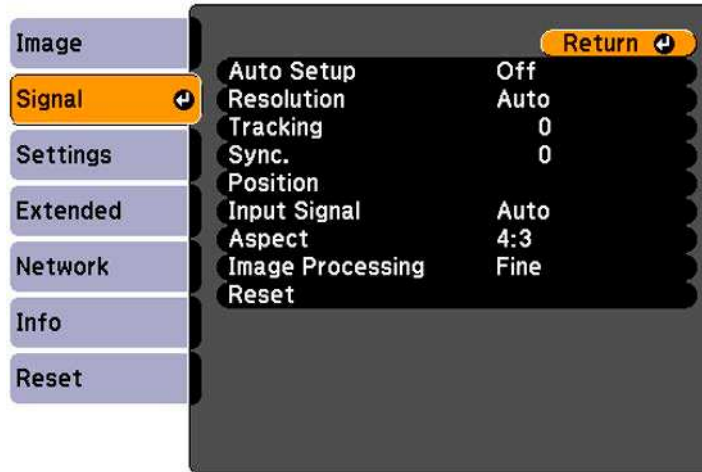 Image
Signal
Settings
Extended
Network
Info
Reset
Return
Auto Setup Off
Resolution Auto
Tracking 0
Sync. 0
Position
Input Signal Auto
Aspect 4:3
Image Processing Fine
Reset